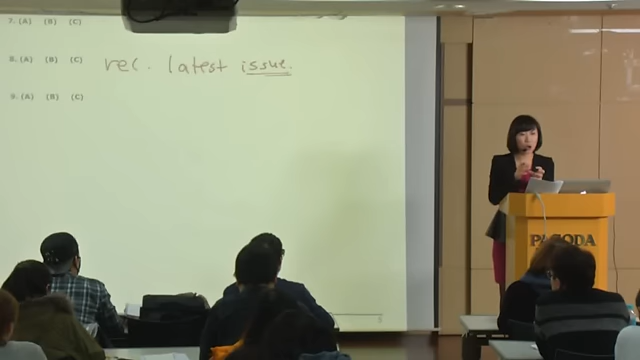 7. (A) (B) (C)
8. (A) (B) (C) rec. latest issue.
9. (A) (B) (C)
PAGODA